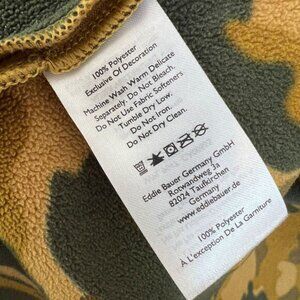 100% Polyester
Exclusive Of Decoration
Machine Wash Warm Delicate
Separately. Do Not Bleach.
Do Not Use Fabric Softeners.
Tumble Dry Low.
Do Not Iron.
Do Not Dry Clean.
Eddie Bauer Germany GmbH
82024 Taufkirchen
Germany
www.eddiebauer.de
100% Polyester
A L'Exception De La Garniture